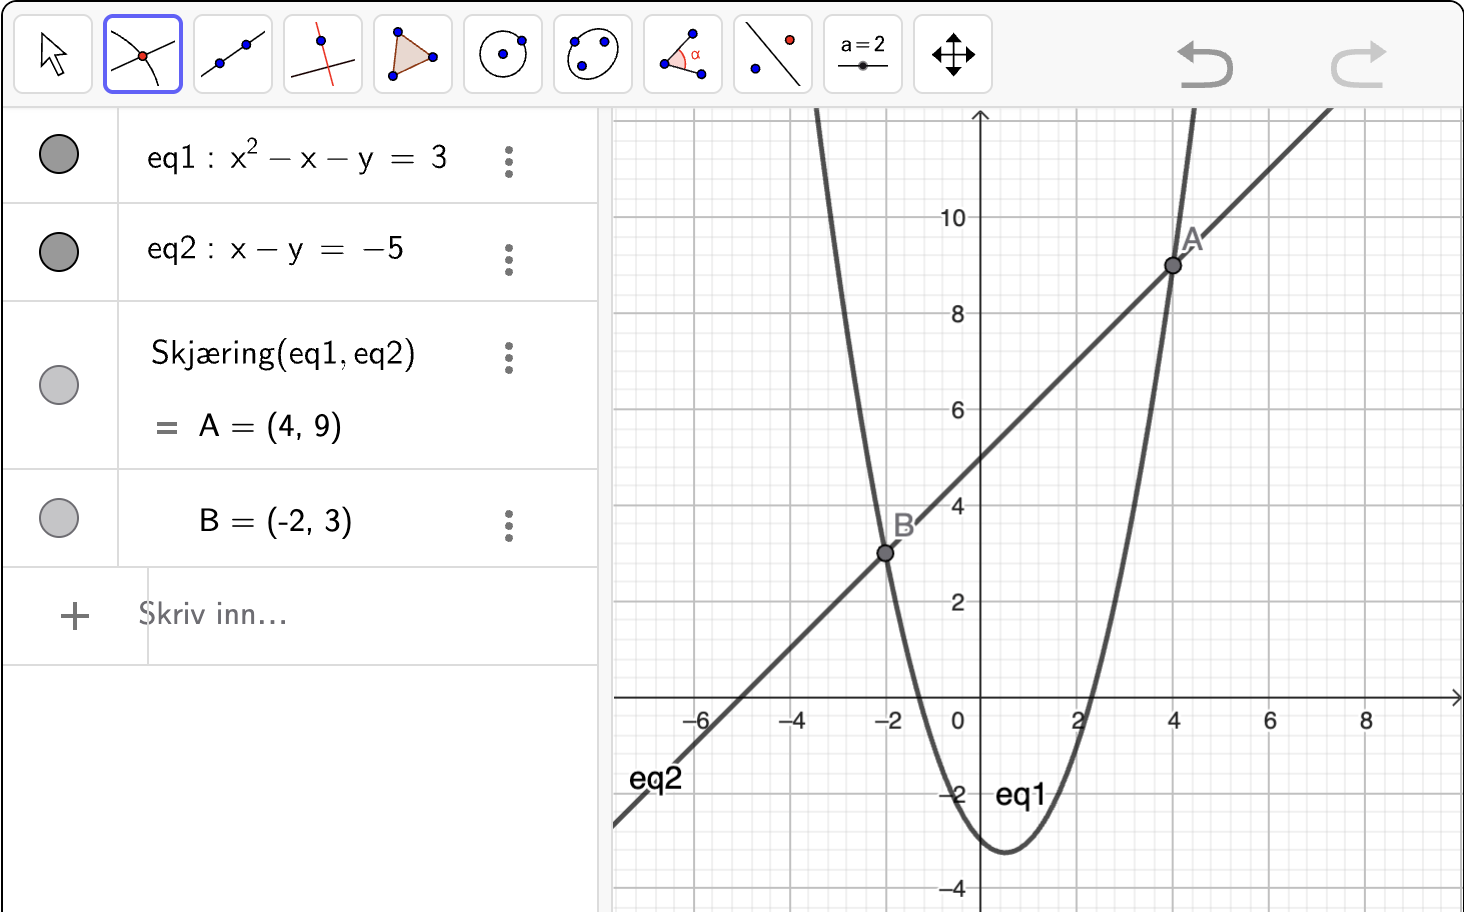 α
a = 2
eq1 : x² − x − y = 3
eq2 : x − y = −5
Skjæring(eq1, eq2)
= A = (4, 9)
B = (-2, 3)
+ Skriv inn...
10
A
8
6
B
4
2
−6 −4 −2 0 2 4 6 8
eq2
−2 eq1
−4